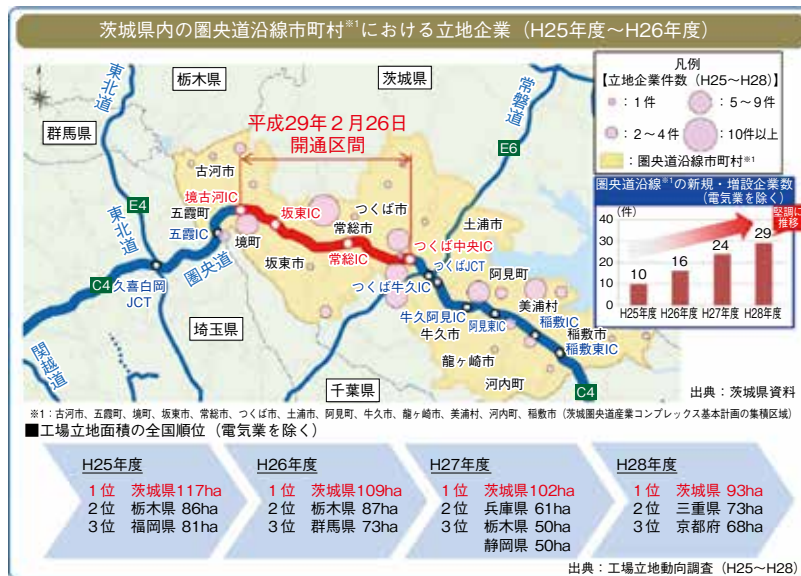 茨城県内の圏央道沿線市町村※1における立地企業（H25年度～H26年度）
東北道
栃木県
茨城県
常磐道
群馬県
平成29年２月26日
開通区間
E6
凡例
【立地企業件数（H25～H28）】
：１件
：５～９件
：２～４件
：10件以上
：圏央道沿線市町村※1
古河市
境古河IC
E4
五霞町
坂東IC
つくば市
土浦市
東北道
五霞IC
境町
常総市
つくば中央IC
常総IC
つくばJCT
圏央道
坂東市
阿見町
C4
久喜白岡
JCT
つくば牛久IC
美浦村
埼玉県
牛久阿見IC
阿見東IC
稲敷IC
牛久市
稲敷市
稲敷東IC
関越道
龍ヶ崎市
千葉県
河内町
C4
圏央道沿線※1の新規・増設企業数
（電気業を除く）
（件）
堅調に
推移
40
30
20
10
0
10
16
24
29
H25年度 H26年度 H27年度 H28年度
出典：茨城県資料
※1：古河市、五霞町、境町、坂東市、常総市、つくば市、土浦市、阿見町、牛久市、龍ヶ崎市、美浦村、河内町、稲敷市（茨城圏央道産業コンプレックス基本計画の集積区域）
■工場立地面積の全国順位（電気業を除く）
H25年度
１位 茨城県117ha
２位 栃木県 86ha
３位 福岡県 81ha
H26年度
１位 茨城県109ha
２位 栃木県 87ha
３位 群馬県 73ha
H27年度
１位 茨城県102ha
２位 兵庫県 61ha
３位 栃木県 50ha
静岡県 50ha
H28年度
１位 茨城県 93ha
２位 三重県 73ha
３位 京都府 68ha
出典：工場立地動向調査（H25～H28）